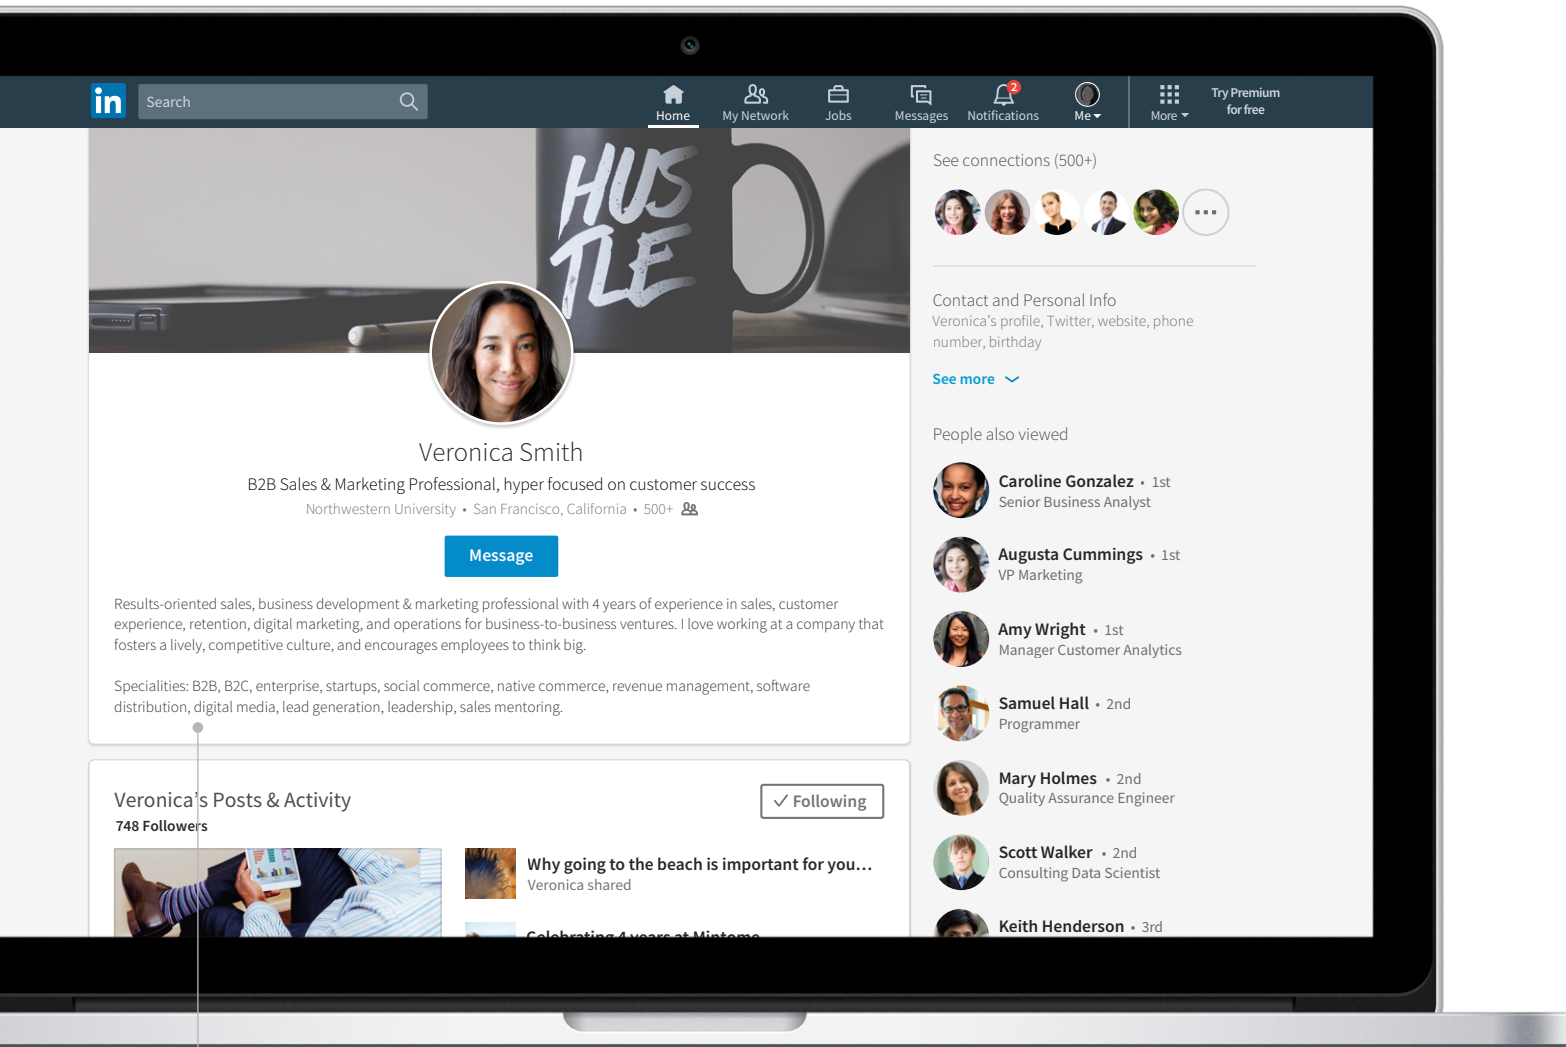 in
Search
Home
My Network
Jobs
Messages
2
Notifications
Me
More
Try Premium
for free
HUS
TLE
Veronica Smith
B2B Sales & Marketing Professional, hyper focused on customer success
Northwestern University • San Francisco, California • 500+
Message
Results-oriented sales, business development & marketing professional with 4 years of experience in sales, customer
experience, retention, digital marketing, and operations for business-to-business ventures. I love working at a company that
fosters a lively, competitive culture, and encourages employees to think big.
Specialities: B2B, B2C, enterprise, startups, social commerce, native commerce, revenue management, software
distribution, digital media, lead generation, leadership, sales mentoring.
Veronica's Posts & Activity
748 Followers
Following
Why going to the beach is important for you...
Veronica shared
Celebrating 4 years at Mintome
See connections (500+)
Contact and Personal Info
Veronica's profile, Twitter, website, phone
number, birthday
See more
People also viewed
Caroline Gonzalez • 1st
Senior Business Analyst
Augusta Cummings • 1st
VP Marketing
Amy Wright • 1st
Manager Customer Analytics
Samuel Hall • 2nd
Programmer
Mary Holmes • 2nd
Quality Assurance Engineer
Scott Walker • 2nd
Consulting Data Scientist
Keith Henderson • 3rd